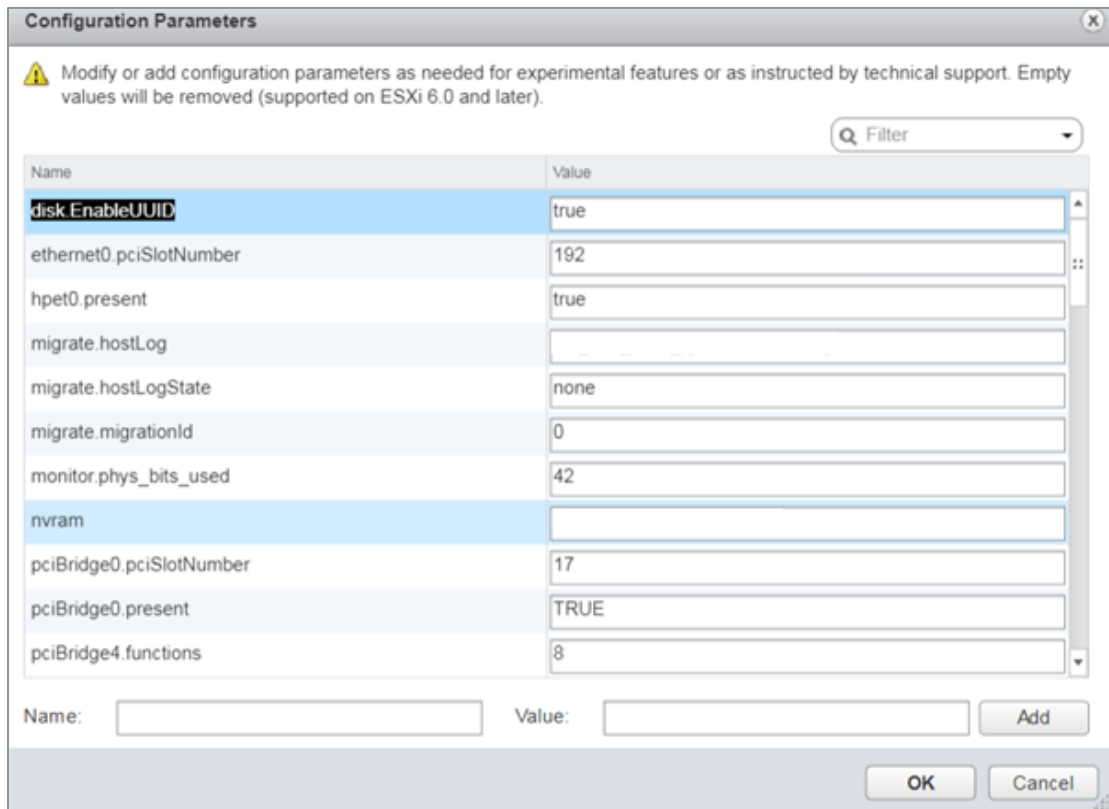 Configuration Parameters
Modify or add configuration parameters as needed for experimental features or as instructed by technical support. Empty
values will be removed (supported on ESXi 6.0 and later).
Filter
Name Value
disk.EnableUUID true
ethernet0.pciSlotNumber 192
hpet0.present true
migrate.hostLog
migrate.hostLogState none
migrate.migrationId 0
monitor.phys_bits_used 42
nvram
pciBridge0.pciSlotNumber 17
pciBridge0.present TRUE
pciBridge4.functions 8
Name: Value: Add
OK Cancel